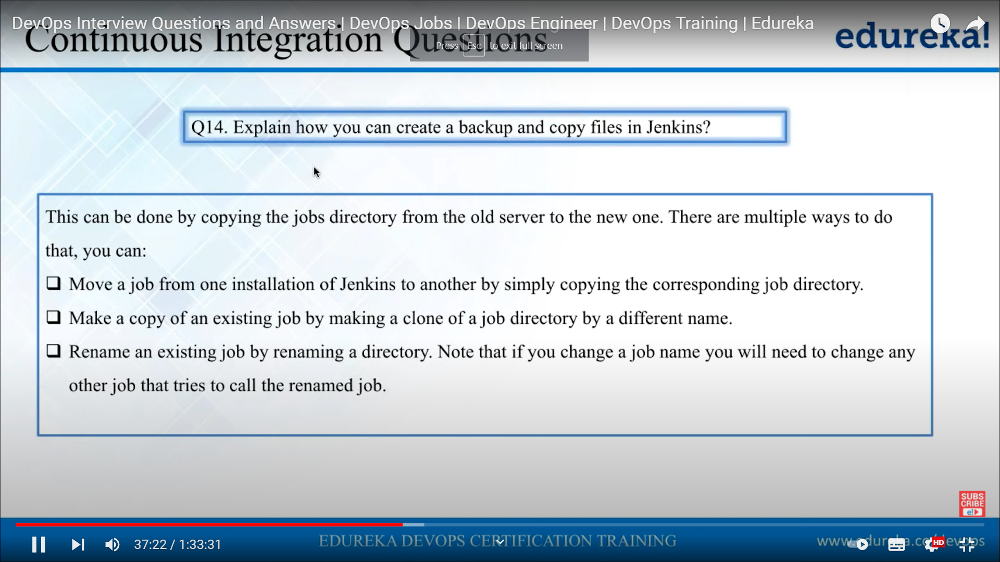 DevOps Interview Questions and Answers | DevOps Jobs | DevOps Engineer | DevOps Training | Edureka
Continuous Integration Questions
edureka!
Press Esc to exit full screen
Q14. Explain how you can create a backup and copy files in Jenkins?
This can be done by copying the jobs directory from the old server to the new one. There are multiple ways to do
that, you can:
Move a job from one installation of Jenkins to another by simply copying the corresponding job directory.
Make a copy of an existing job by making a clone of a job directory by a different name.
Rename an existing job by renaming a directory. Note that if you change a job name you will need to change any
other job that tries to call the renamed job.
SUBS
CRIBE
e!
37:22 / 1:33:31
EDUREKA DEVOPS CERTIFICATION TRAINING
www.edureka.co/devops
HD